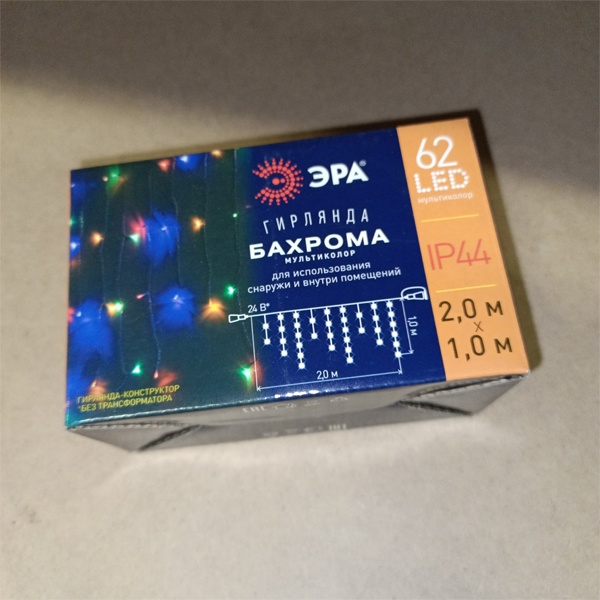 ЭРА®
ГИРЛЯНДА
БАХРОМА
МУЛЬТИКОЛОР
для использования
снаружи и внутри помещений
24 В*
1,0 м
2,0 м
ГИРЛЯНДА-КОНСТРУКТОР
*БЕЗ ТРАНСФОРМАТОРА
62
LED
мультиколор
IP44
2,0 м
х
1,0 м